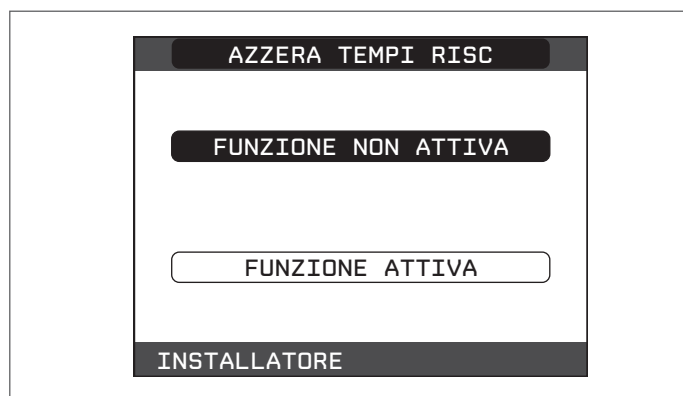 AZZERA TEMPI RISC
FUNZIONE NON ATTIVA
FUNZIONE ATTIVA
INSTALLATORE